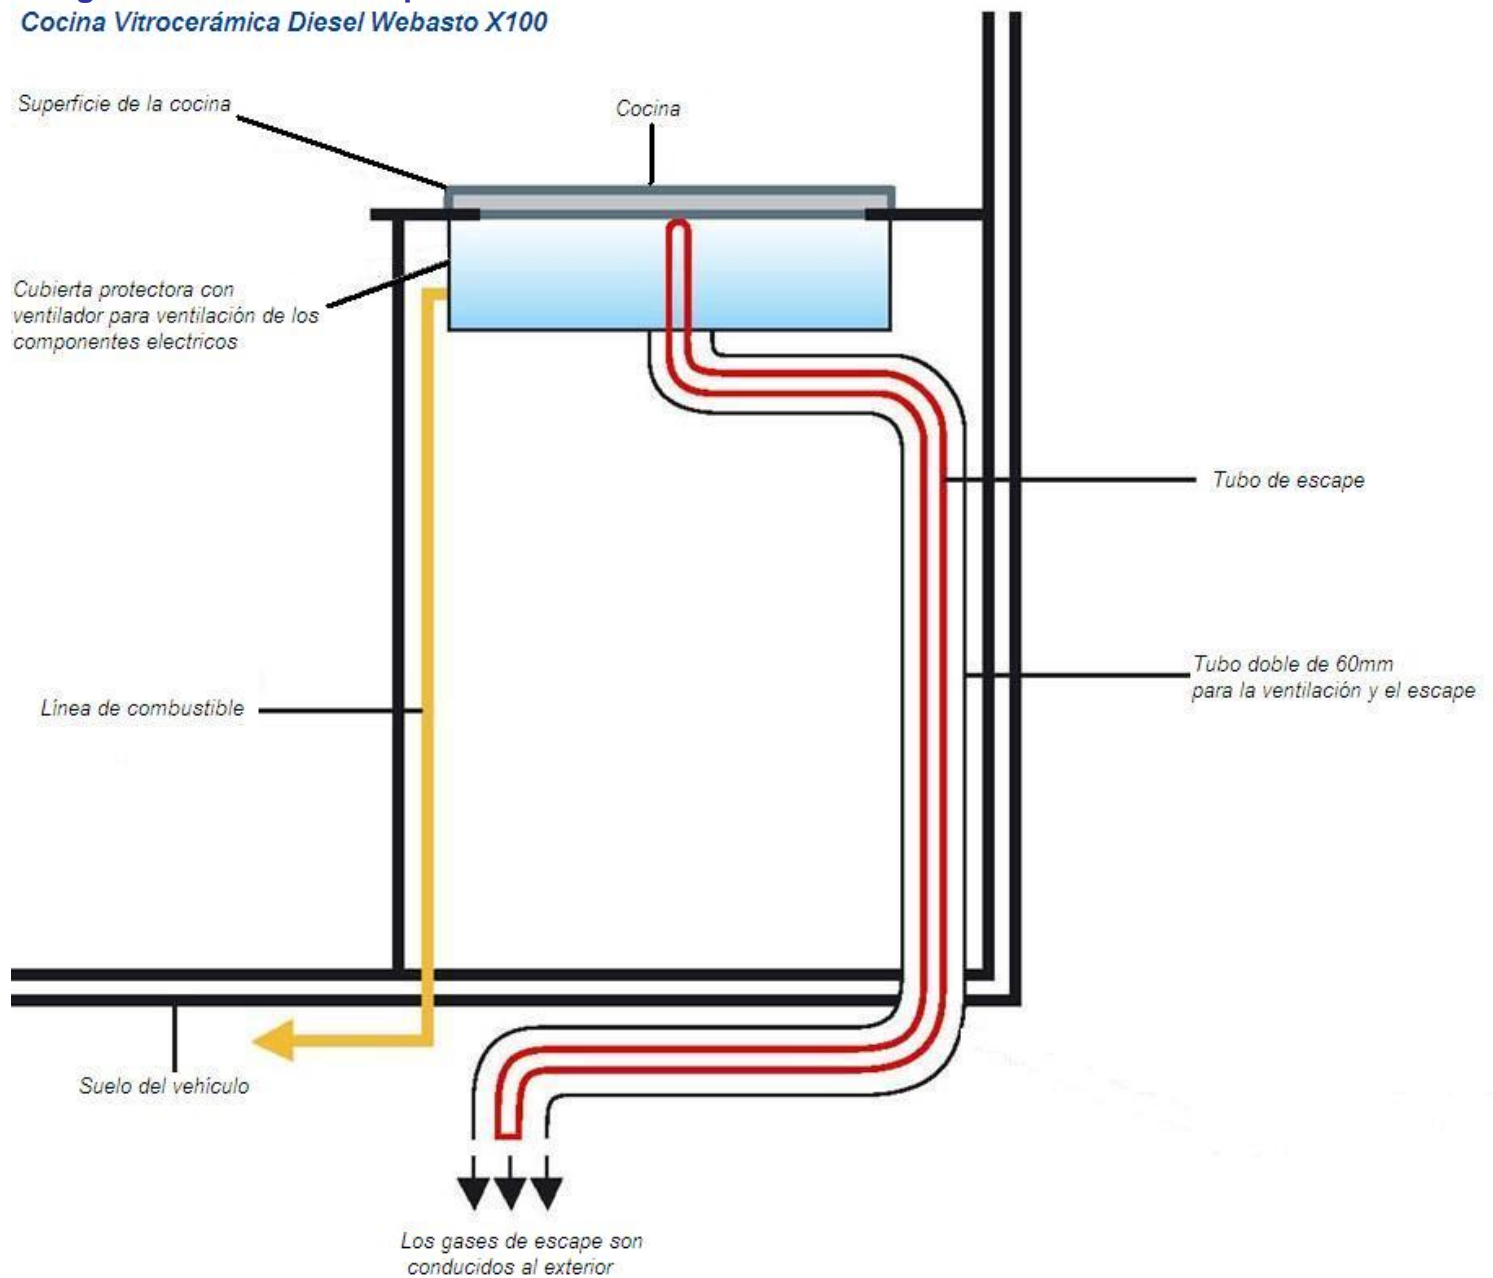 Cocina Vitrocerámica Diesel Webasto X100
Superficie de la cocina
Cocina
Cubierta protectora con
ventilador para ventilación de los
componentes electricos
Tubo de escape
Tubo doble de 60mm
para la ventilación y el escape
Línea de combustible
Suelo del vehículo
Los gases de escape son
conducidos al exterior